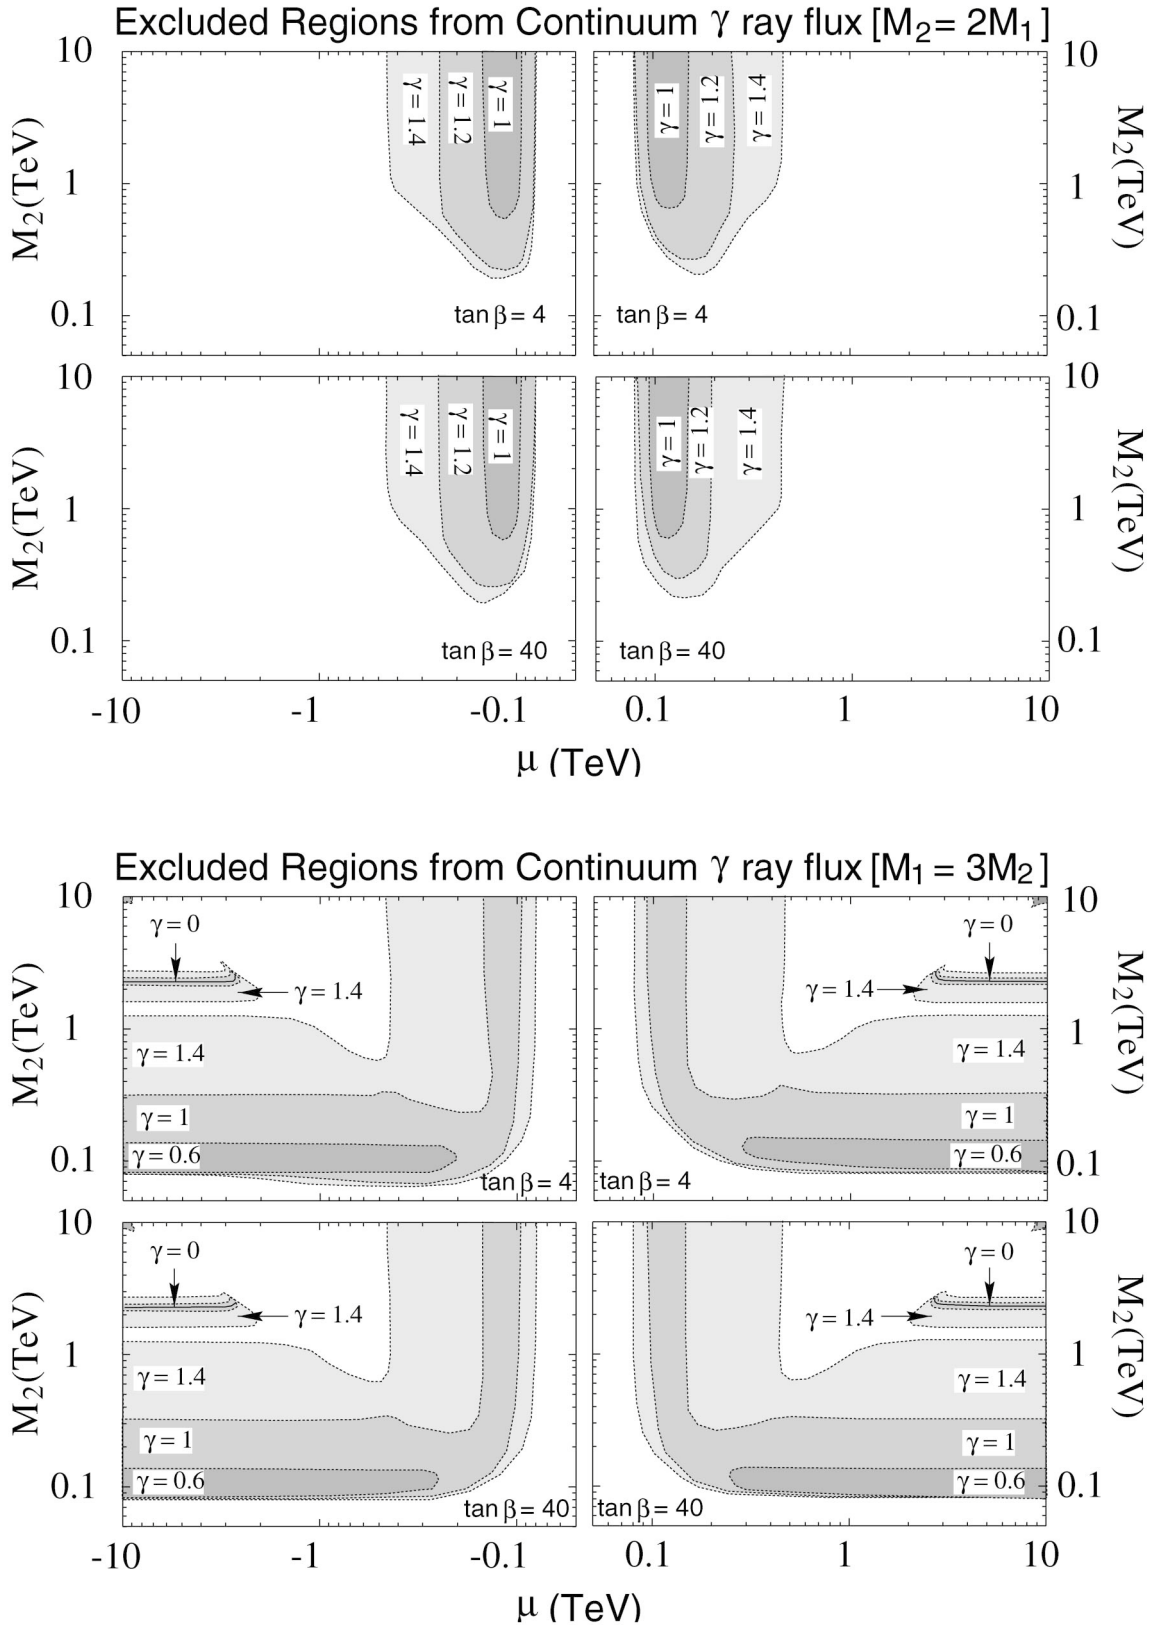 Excluded Regions from Continuum γ ray flux [M₂ = 2M₁]
10
1
0.1
M₂(TeV)
γ = 1.4
γ = 1.2
γ = 1
tan β = 4
γ = 1
γ = 1.2
γ = 1.4
tan β = 4
10
1
0.1
M₂(TeV)
10
1
0.1
M₂(TeV)
γ = 1.4
γ = 1.2
γ = 1
tan β = 40
γ = 1
γ = 1.2
γ = 1.4
tan β = 40
10
1
0.1
M₂(TeV)
-10 -1 -0.1 0.1 1 10
μ (TeV)
Excluded Regions from Continuum γ ray flux [M₁ = 3M₂]
10
1
0.1
M₂(TeV)
γ = 0
γ = 1.4
γ = 1.4
γ = 1
γ = 0.6
tan β = 4
γ = 0
γ = 1.4
γ = 1.4
γ = 1
γ = 0.6
tan β = 4
10
1
0.1
M₂(TeV)
10
1
0.1
M₂(TeV)
γ = 0
γ = 1.4
γ = 1.4
γ = 1
γ = 0.6
tan β = 40
γ = 0
γ = 1.4
γ = 1.4
γ = 1
γ = 0.6
tan β = 40
10
1
0.1
M₂(TeV)
-10 -1 -0.1 0.1 1 10
μ (TeV)